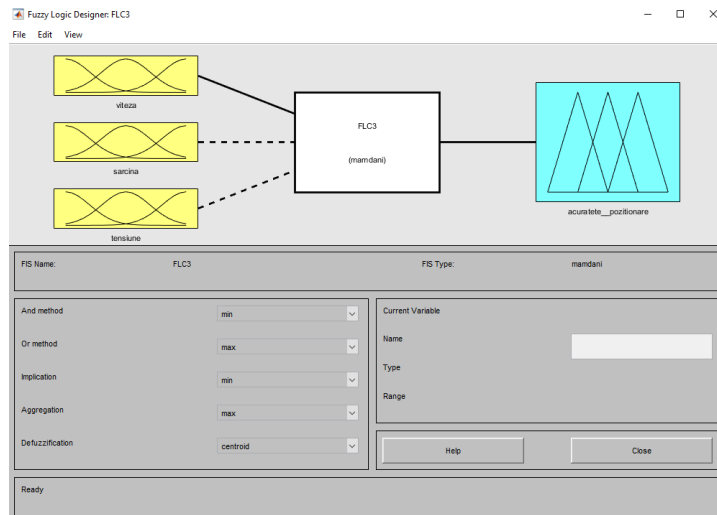 Fuzzy Logic Designer: FLC3
File Edit View
viteza
sarcina
tensiune
FLC3
(mamdani)
acuratete__pozitionare
FIS Name: FLC3 FIS Type: mamdani
And method min
Or method max
Implication min
Aggregation max
Defuzzification centroid
Current Variable
Name
Type
Range
Help Close
Ready